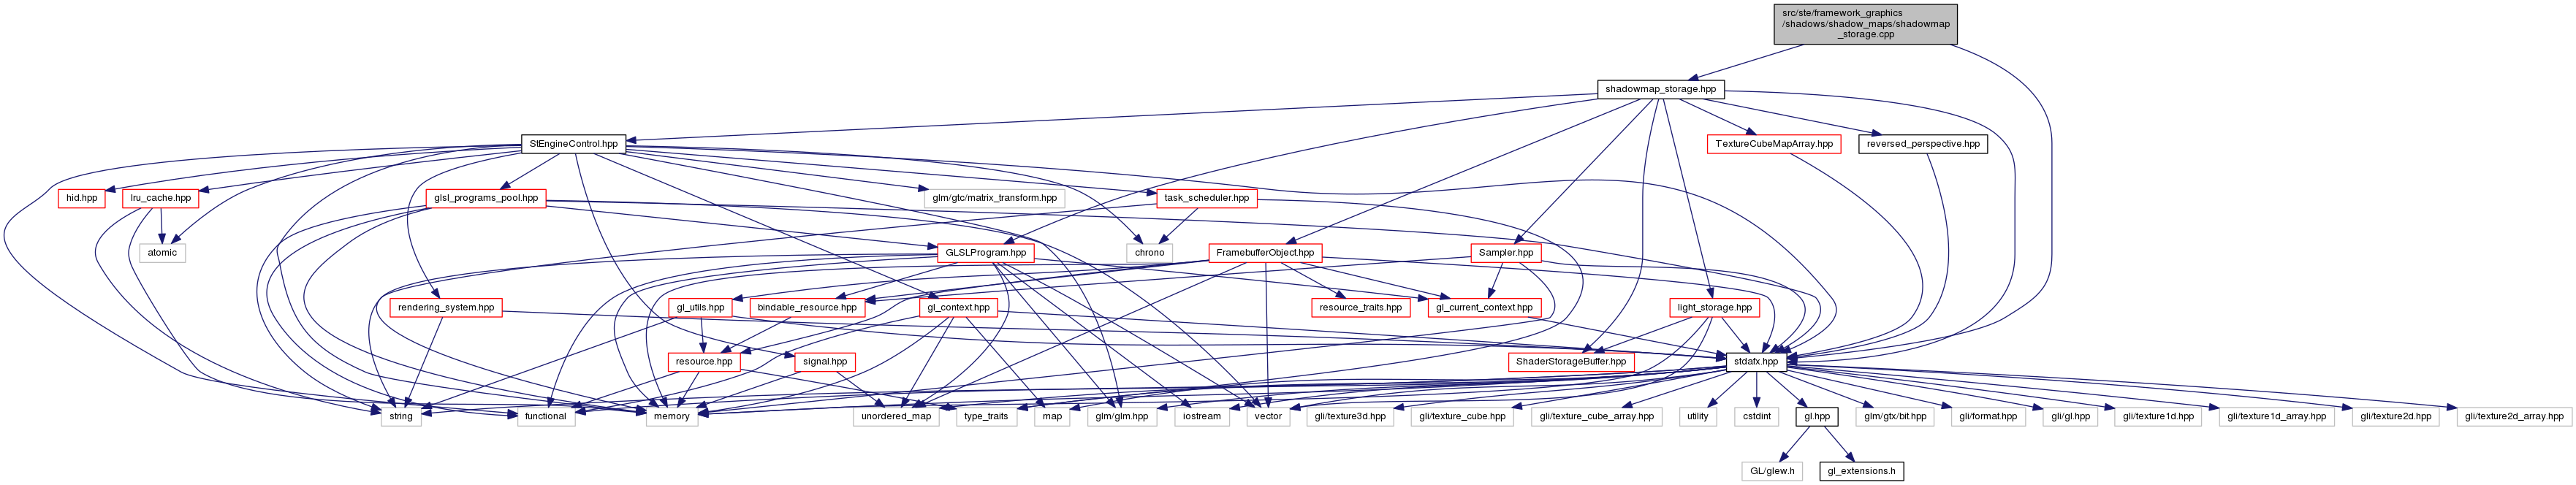 src/ste/framework_graphics
/shadows/shadow_maps/shadowmap
_storage.cpp
shadowmap_storage.hpp
StEngineControl.hpp
TextureCubeMapArray.hpp
reversed_perspective.hpp
hid.hpp
lru_cache.hpp
glsl_programs_pool.hpp
glm/gtc/matrix_transform.hpp
task_scheduler.hpp
atomic
GLSLProgram.hpp
chrono
FramebufferObject.hpp
Sampler.hpp
rendering_system.hpp
gl_utils.hpp
bindable_resource.hpp
gl_context.hpp
resource_traits.hpp
gl_current_context.hpp
light_storage.hpp
resource.hpp
signal.hpp
ShaderStorageBuffer.hpp
stdafx.hpp
string
functional
memory
unordered_map
type_traits
map
glm/glm.hpp
iostream
vector
gli/texture3d.hpp
gli/texture_cube.hpp
gli/texture_cube_array.hpp
utility
cstdint
gl.hpp
glm/gtx/bit.hpp
gli/format.hpp
gli/gl.hpp
gli/texture1d.hpp
gli/texture1d_array.hpp
gli/texture2d.hpp
gli/texture2d_array.hpp
GL/glew.h
gl_extensions.h